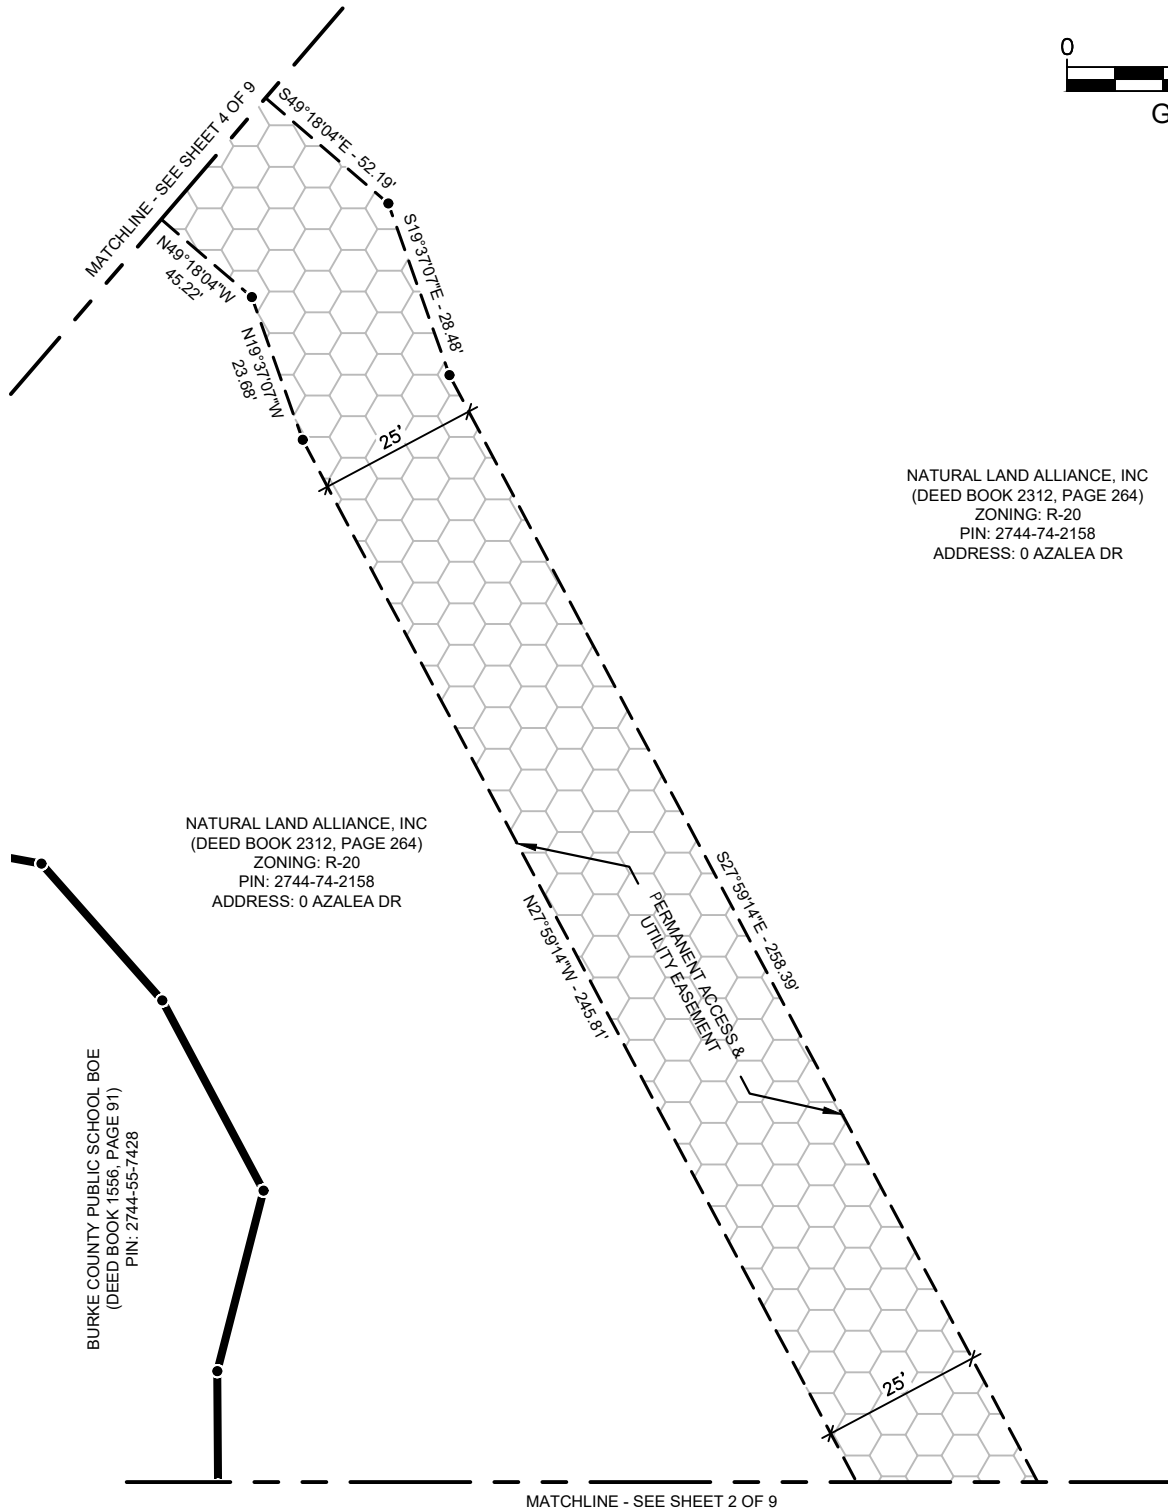 0
G
MATCHLINE - SEE SHEET 4 OF 9
S49°18'04"E - 52.19'
S19°37'07"E - 28.48'
N49°18'04"W
45.22'
N19°37'07"W
23.68'
25'
NATURAL LAND ALLIANCE, INC
(DEED BOOK 2312, PAGE 264)
ZONING: R-20
PIN: 2744-74-2158
ADDRESS: 0 AZALEA DR
NATURAL LAND ALLIANCE, INC
(DEED BOOK 2312, PAGE 264)
ZONING: R-20
PIN: 2744-74-2158
ADDRESS: 0 AZALEA DR
S27°59'14"E - 258.39'
PERMANENT ACCESS &
UTILITY EASEMENT
N27°59'14"W - 245.81'
BURKE COUNTY PUBLIC SCHOOL BOE
(DEED BOOK 1556, PAGE 91)
PIN: 2744-55-7428
25'
MATCHLINE - SEE SHEET 2 OF 9